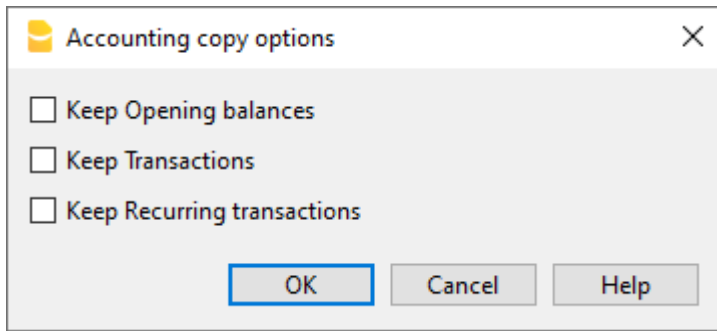 Accounting copy options
Keep Opening balances
Keep Transactions
Keep Recurring transactions
OK Cancel Help